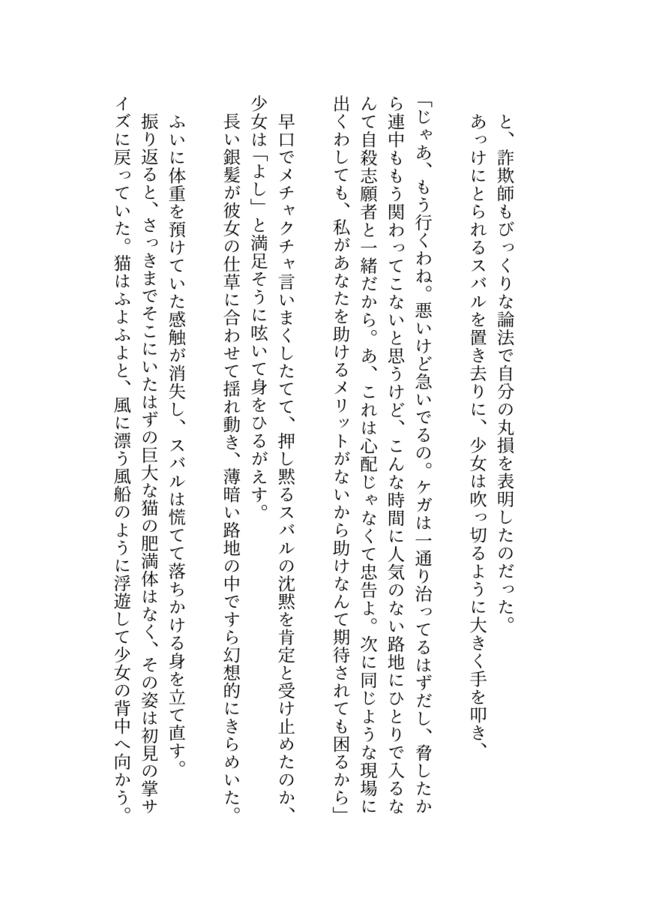 と、詐欺師もびっくりな論法で自分の丸損を表明したのだった。
あっけにとられるスバルを置き去りに、少女は吹っ切るように大きく手を叩き、
「じゃあ、もう行くわね。悪いけど急いでるの。ケガは一通り治ってるはずだし、脅したか
ら連中ももう関わってこないと思うけど、こんな時間に人気のない路地にひとりで入るな
んて自殺志願者と一緒だから。あ、これは心配じゃなくて忠告よ。次に同じような現場に
出くわしても、私があなたを助けるメリットがないから助けなんて期待されても困るから」
早口でメチャクチャ言いまくしたてて、押し黙るスバルの沈黙を肯定と受け止めたのか、
少女は「よし」と満足そうに呟いて身をひるがえす。
長い銀髪が彼女の仕草に合わせて揺れ動き、薄暗い路地の中ですら幻想的にきらめいた。
ふいに体重を預けていた感触が消失し、スバルは慌てて落ちかける身を立て直す。
振り返ると、さっきまでそこにいたはずの巨大な猫の肥満体はなく、その姿は初見の掌サ
イズに戻っていた。猫はふよふよと、風に漂う風船のように浮遊して少女の背中へ向かう。